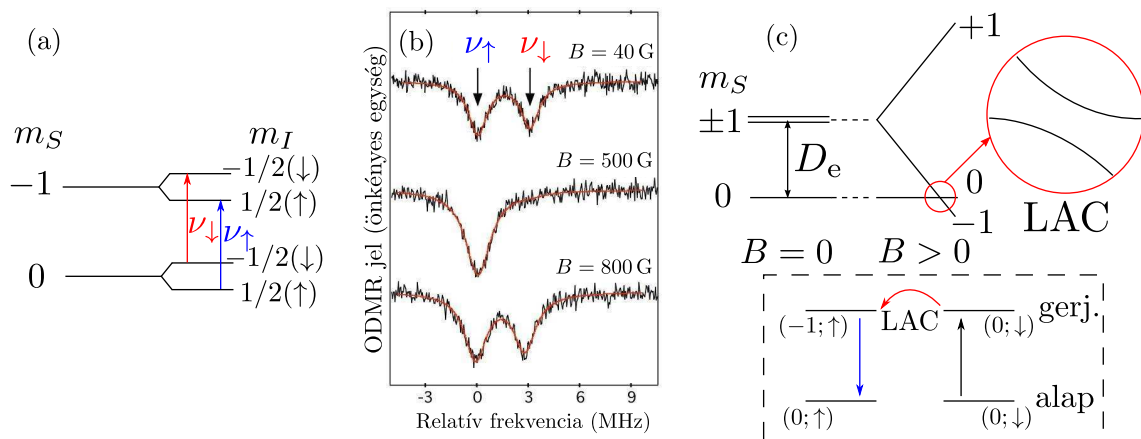 (a)
m_S
m_I
−1
−1/2(↓)
1/2(↑)
ν↓
ν↑
0
−1/2(↓)
1/2(↑)
(b)
ν↑
ν↓
B = 40 G
B = 500 G
B = 800 G
ODMR jel (önkényes egység)
-3 0 3 6 9
Relatív frekvencia (MHz)
(c)
+1
m_S
±1
D_e
0
0
−1
LAC
B = 0
B > 0
(−1;↑)
LAC
(0;↓)
gerj.
(0;↑)
(0;↓)
alap